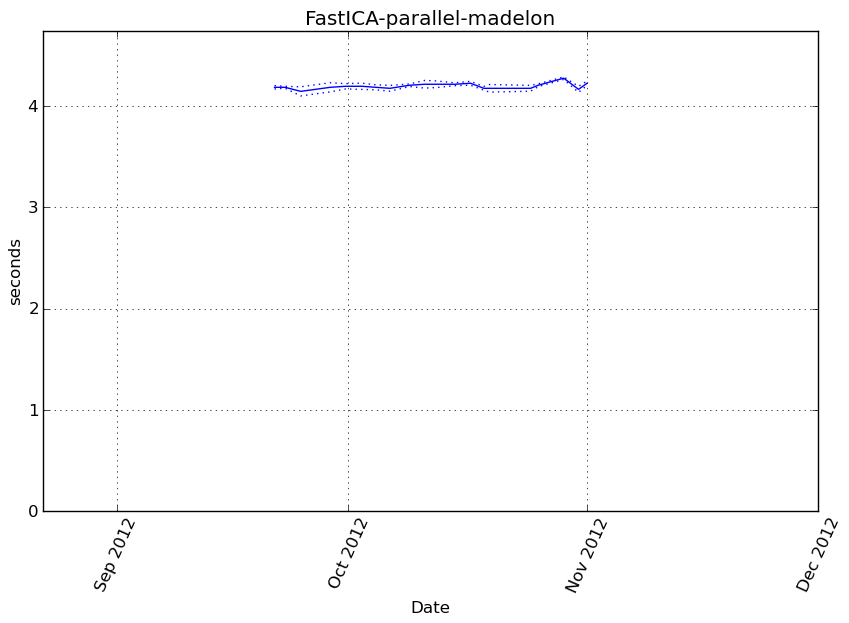 FastICA-parallel-madelon
4
3
2
1
0
seconds
Sep 2012
Oct 2012
Nov 2012
Dec 2012
Date